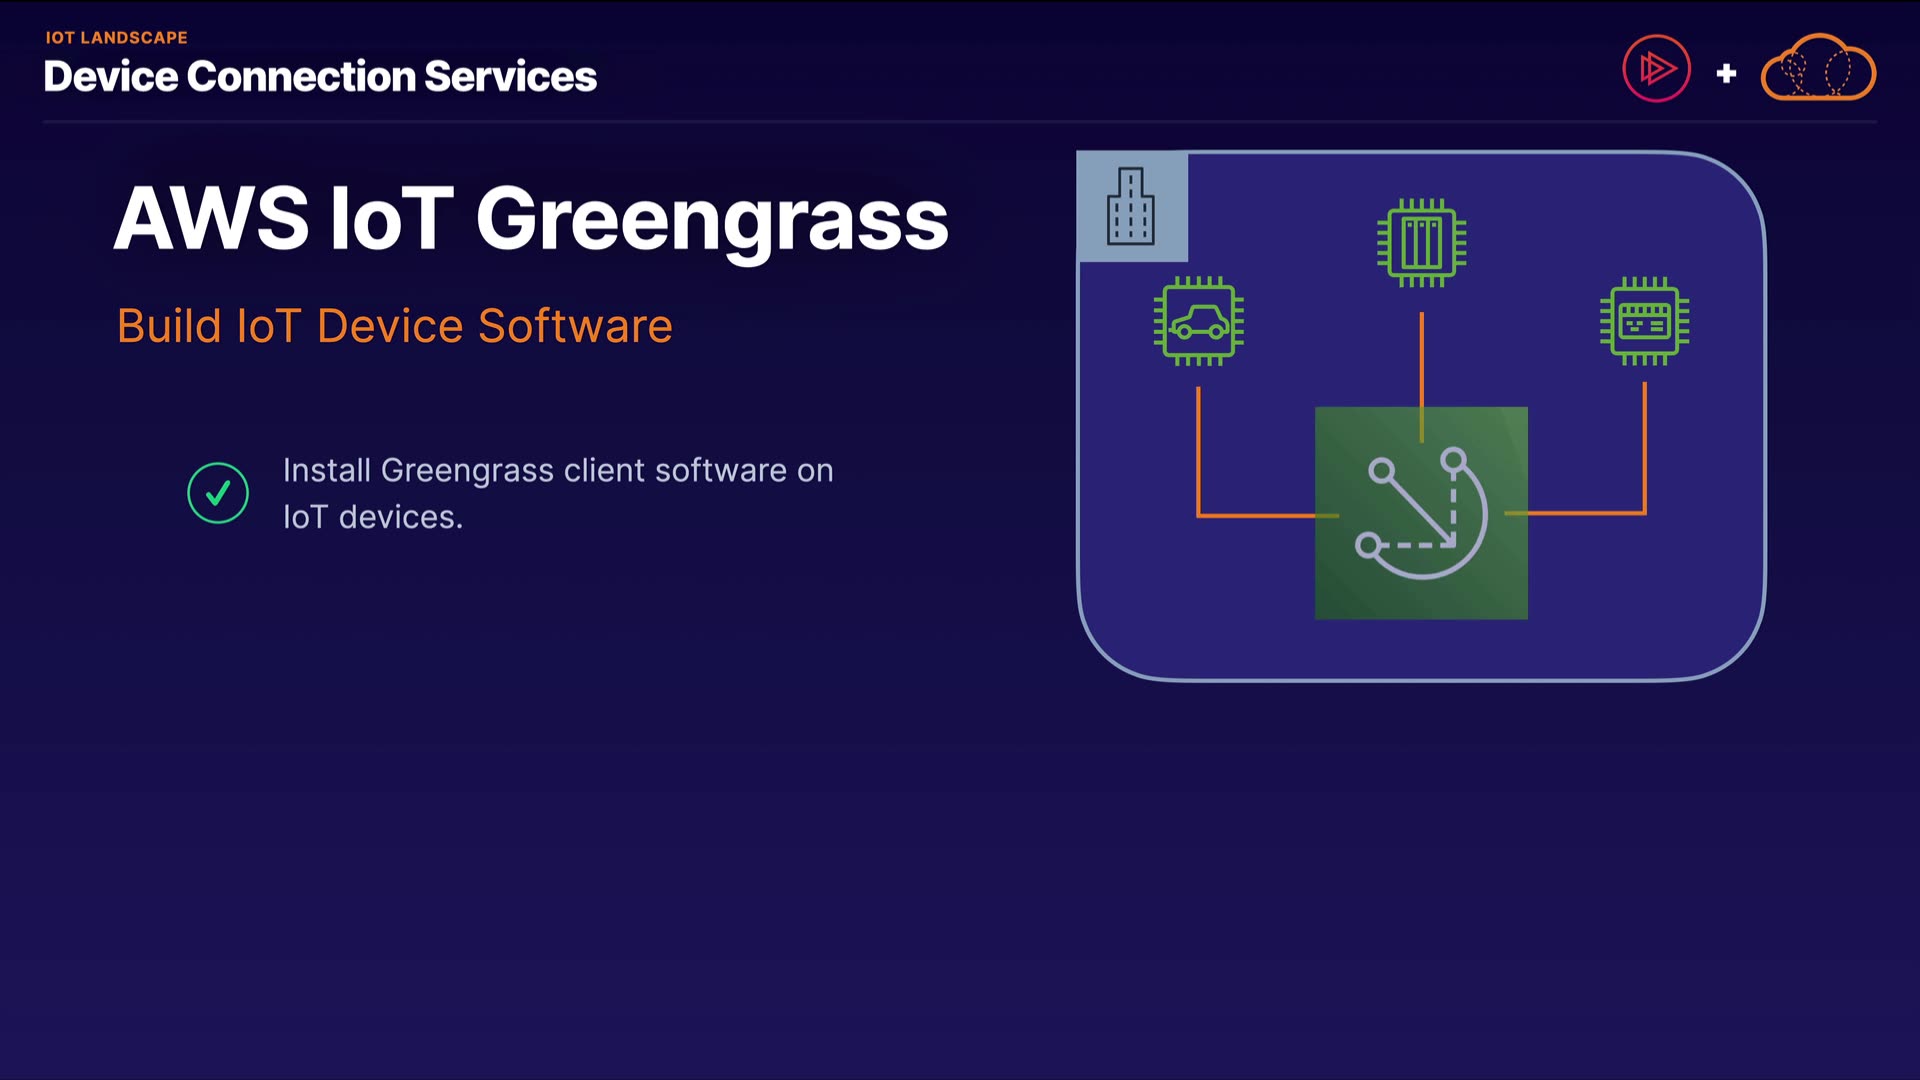 IOT LANDSCAPE
Device Connection Services
AWS IoT Greengrass
Build IoT Device Software
Install Greengrass client software on
IoT devices.